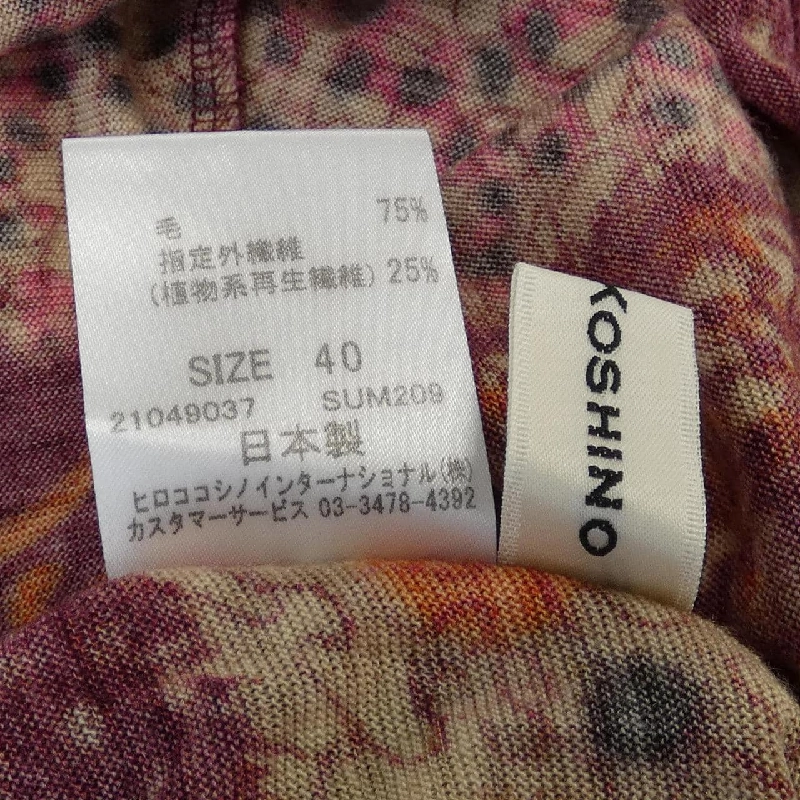 毛 75%
指定外繊維
(植物系再生繊維) 25%
SIZE 40
21049037 SUM209
日本製
ヒロココシノインターナショナル(株)
カスタマーサービス 03-3478-4392
KOSHINO